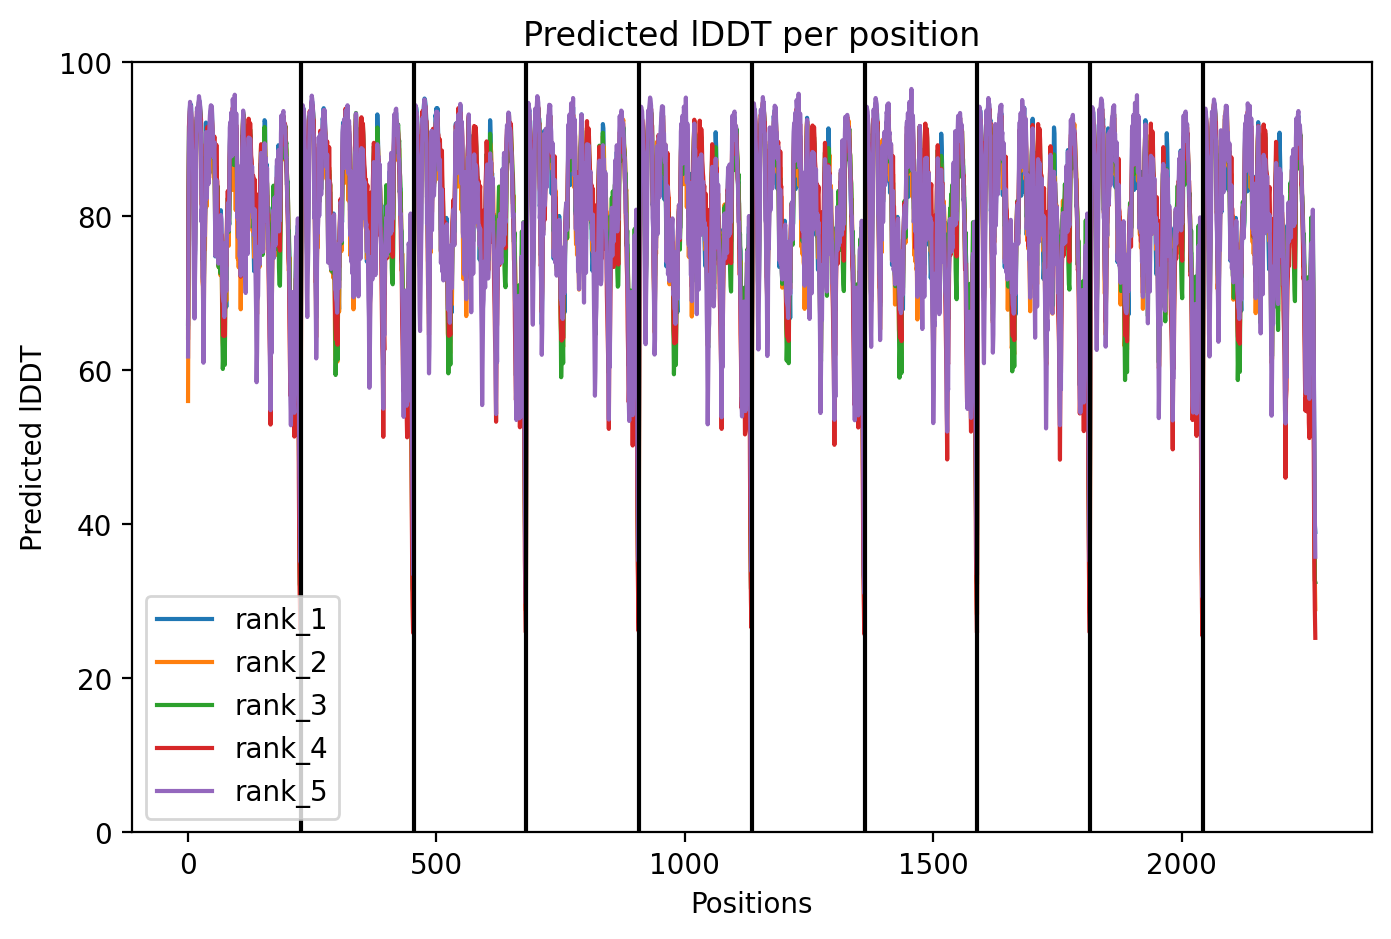 Predicted lDDT per position
100
80
60
40
20
0
Predicted lDDT
rank_1
rank_2
rank_3
rank_4
rank_5
0
500
1000
1500
2000
Positions